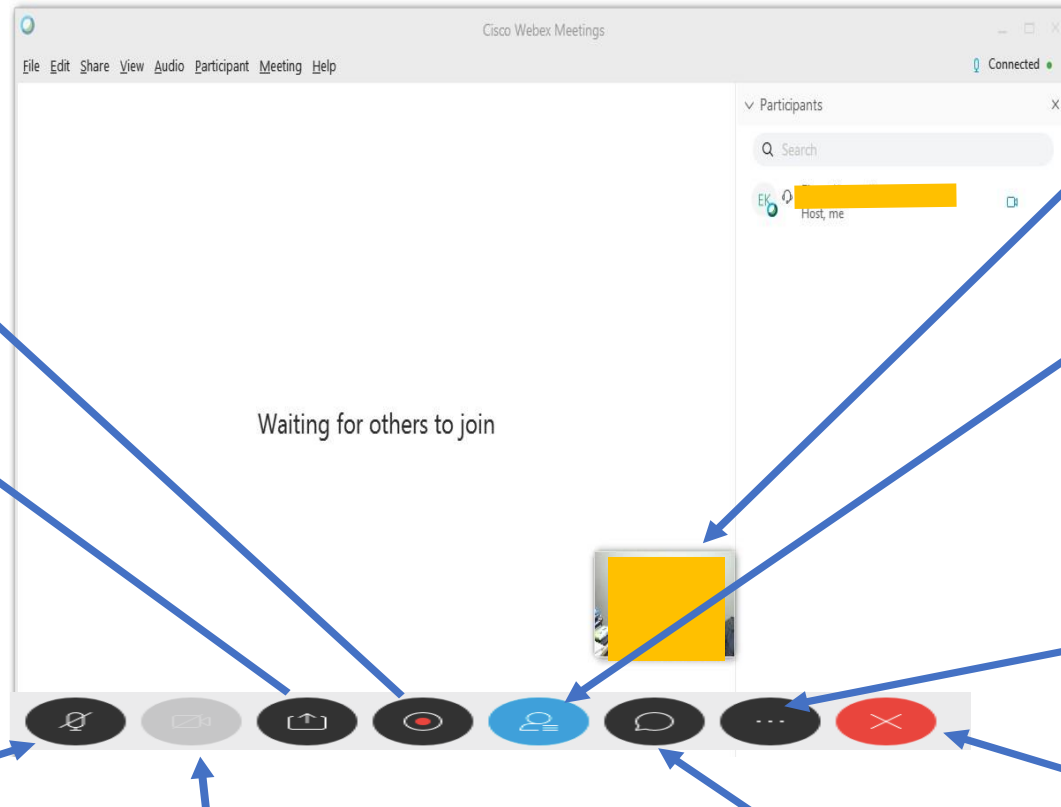 Cisco Webex Meetings
File Edit Share View Audio Participant Meeting Help
Connected
Participants
Search
EK
Host, me
Waiting for others to join